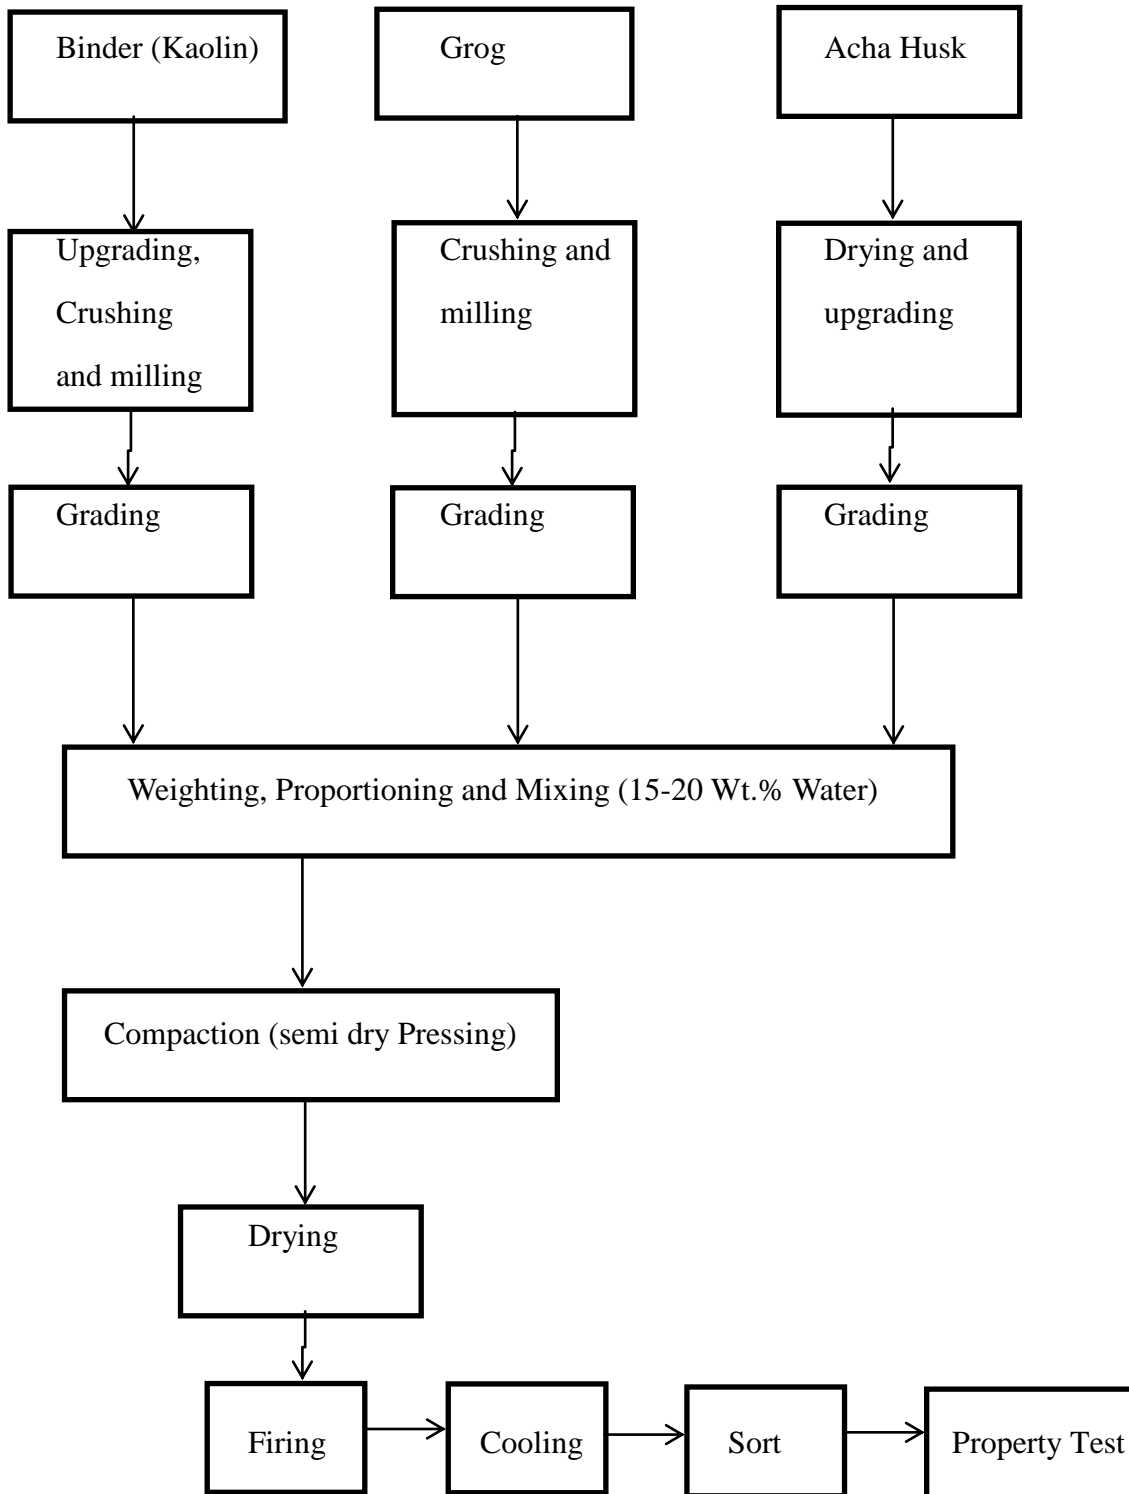 Binder (Kaolin)
Grog
Acha Husk
Upgrading,
Crushing
and milling
Crushing and
milling
Drying and
upgrading
Grading
Grading
Grading
Weighting, Proportioning and Mixing (15-20 Wt.% Water)
Compaction (semi dry Pressing)
Drying
Firing
Cooling
Sort
Property Test